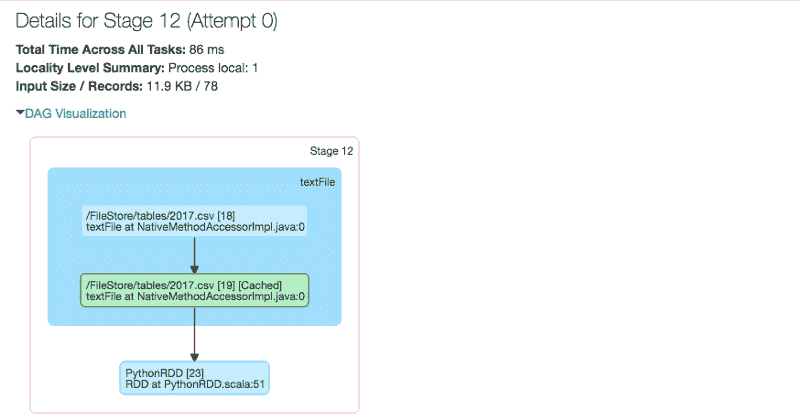 Details for Stage 12 (Attempt 0)
Total Time Across All Tasks: 86 ms
Locality Level Summary: Process local: 1
Input Size / Records: 11.9 KB / 78
DAG Visualization
Stage 12
textFile
/FileStore/tables/2017.csv [18]
textFile at NativeMethodAccessorImpl.java:0
/FileStore/tables/2017.csv [19] [Cached]
textFile at NativeMethodAccessorImpl.java:0
PythonRDD [23]
RDD at PythonRDD.scala:51